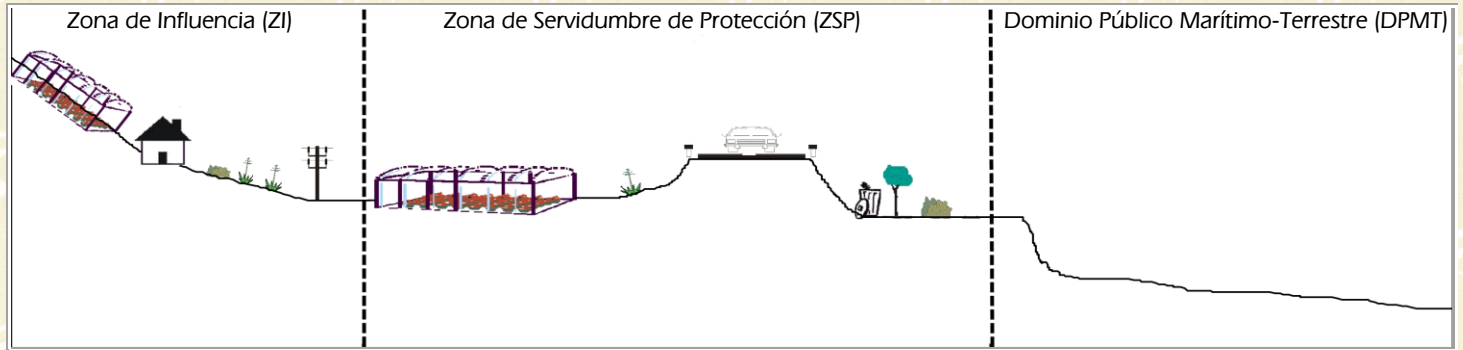 Zona de Influencia (ZI)
Zona de Servidumbre de Protección (ZSP)
Dominio Público Marítimo-Terrestre (DPMT)